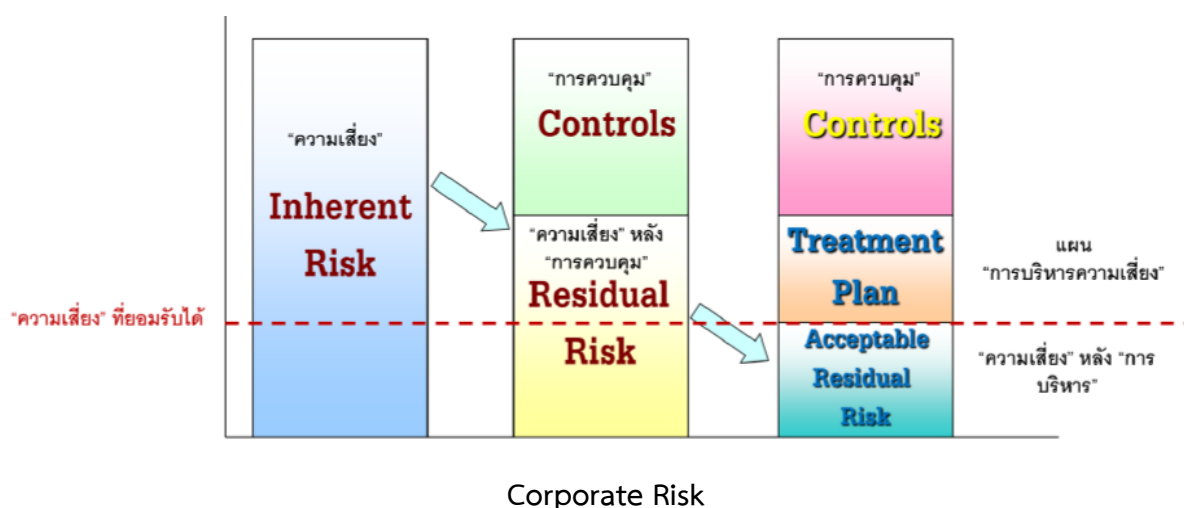 "ความเสี่ยง"
Inherent
Risk
"ความเสี่ยง" ที่ยอมรับได้
"การควบคุม"
Controls
"ความเสี่ยง" หลัง
"การควบคุม"
Residual
Risk
"การควบคุม"
Controls
Treatment
Plan
Acceptable
Residual
Risk
แผน
"การบริหารความเสี่ยง"
"ความเสี่ยง" หลัง "การ
บริหาร"
Corporate Risk